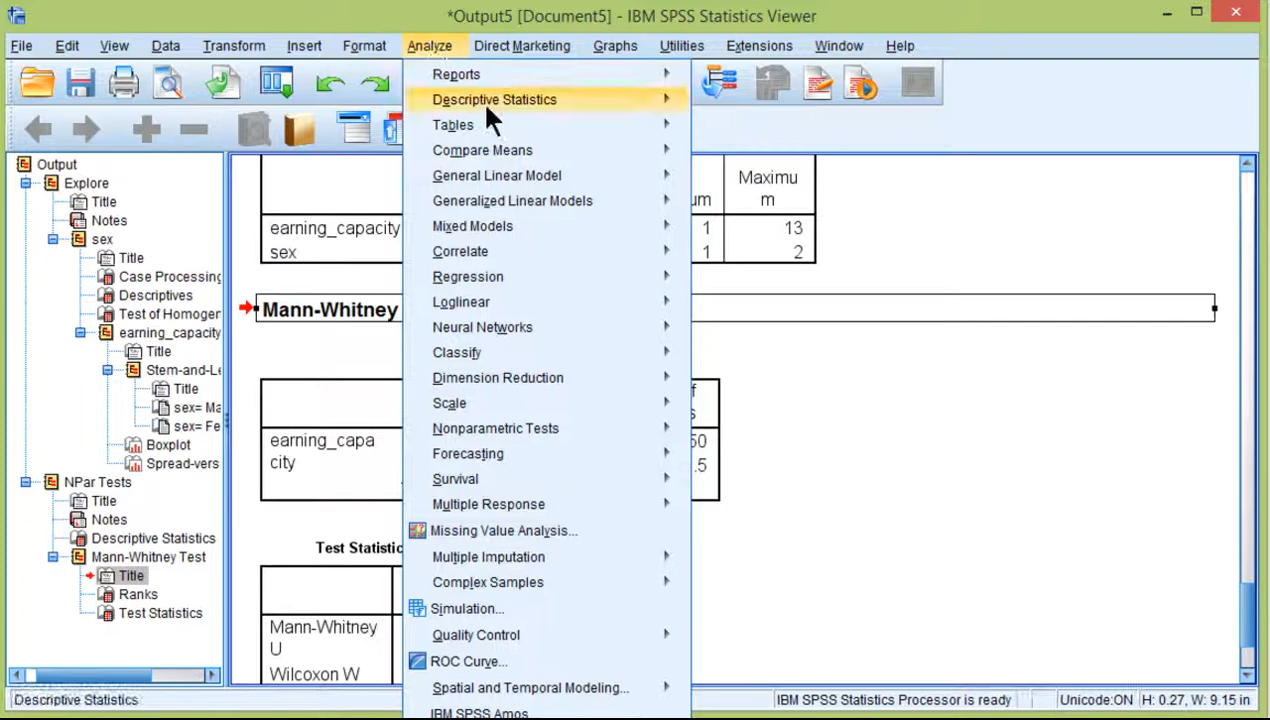 *Output5 [Document5] - IBM SPSS Statistics Viewer
File Edit View Data Transform Insert Format Analyze Direct Marketing Graphs Utilities Extensions Window Help
Output
Explore
Title
Notes
sex
Title
Case Processing
Descriptives
Test of Homogen
earning_capacity
Title
Stem-and-Le
Title
sex= Ma
sex= Fe
Boxplot
Spread-vers
NPar Tests
Title
Notes
Descriptive Statistics
Mann-Whitney Test
Title
Ranks
Test Statistics
Reports
Descriptive Statistics
Tables
Compare Means
General Linear Model
Generalized Linear Models
Mixed Models
Correlate
Regression
Loglinear
Neural Networks
Classify
Dimension Reduction
Scale
Nonparametric Tests
Forecasting
Survival
Multiple Response
Missing Value Analysis...
Multiple Imputation
Complex Samples
Simulation...
Quality Control
ROC Curve...
Spatial and Temporal Modeling...
IBM SPSS Amos
Maximu
um m
earning_capacity 1 13
sex 1 2
Mann-Whitney
earning_capa 50
city .5
Test Statistic
Mann-Whitney
U
Wilcoxon W
Descriptive Statistics IBM SPSS Statistics Processor is ready Unicode:ON H: 0.27, W: 9.15 in